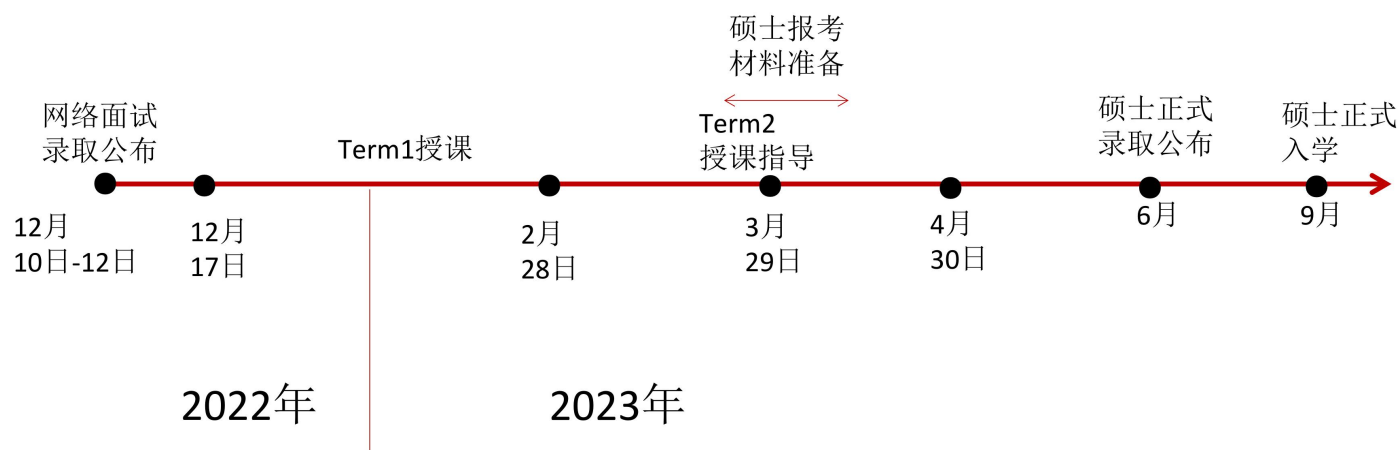 硕士报考
材料准备
网络面试
录取公布
Term1授课
Term2
授课指导
硕士正式
录取公布
硕士正式
入学
12月
10日-12日
12月
17日
2月
28日
3月
29日
4月
30日
6月
9月
2022年
2023年